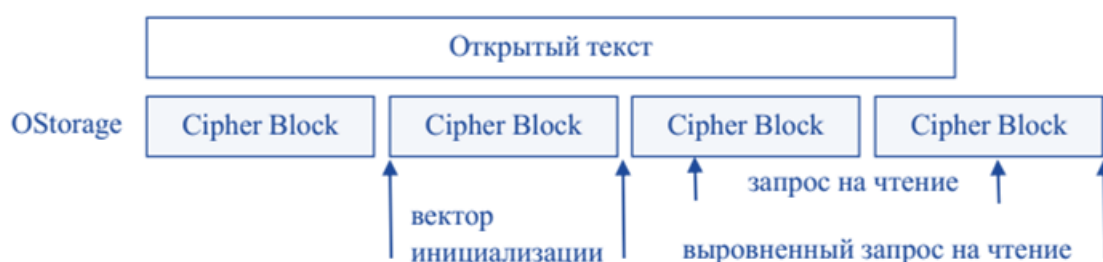 Открытый текст
OStorage Cipher Block Cipher Block Cipher Block Cipher Block
запрос на чтение
вектор
инициализации выровненный запрос на чтение